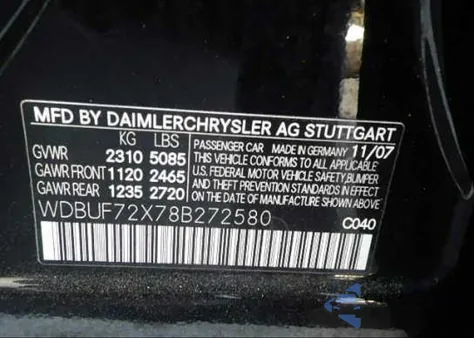 MFD BY DAIMLERCHRYSLER AG STUTTGART
KG LBS
GVWR 2310 5085
GAWR FRONT 1120 2465
GAWR REAR 1235 2720
PASSENGER CAR MADE IN GERMANY 11/07
THIS VEHICLE CONFORMS TO ALL APPLICABLE
U.S. FEDERAL MOTOR VEHICLE SAFETY, BUMPER
AND THEFT PREVENTION STANDARDS IN EFFECT
ON THE DATE OF MANUFACTURE SHOWN ABOVE.
WDBUF72X78B272580
C040